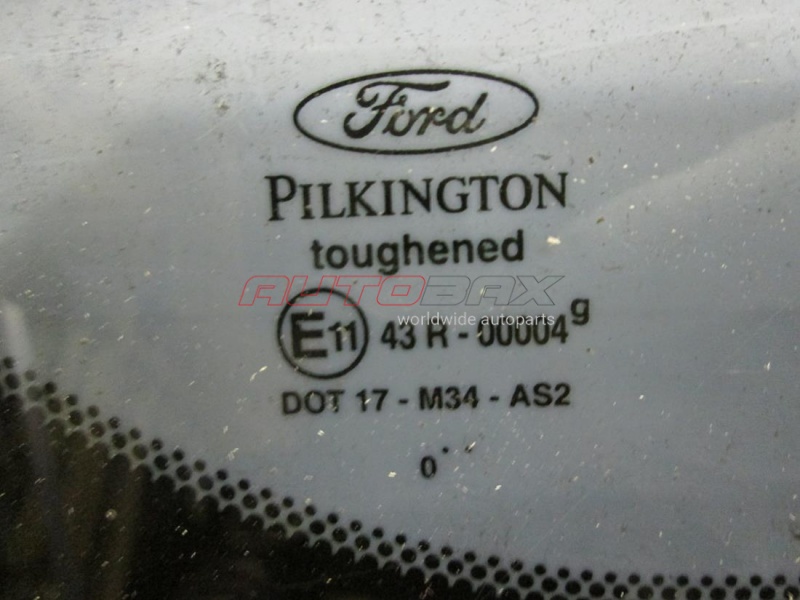 Ford
PILKINGTON
toughened
AUTOBAX
worldwide autoparts
E11 43 R - 00004 g
DOT 17 - M34 - AS2
0 ..